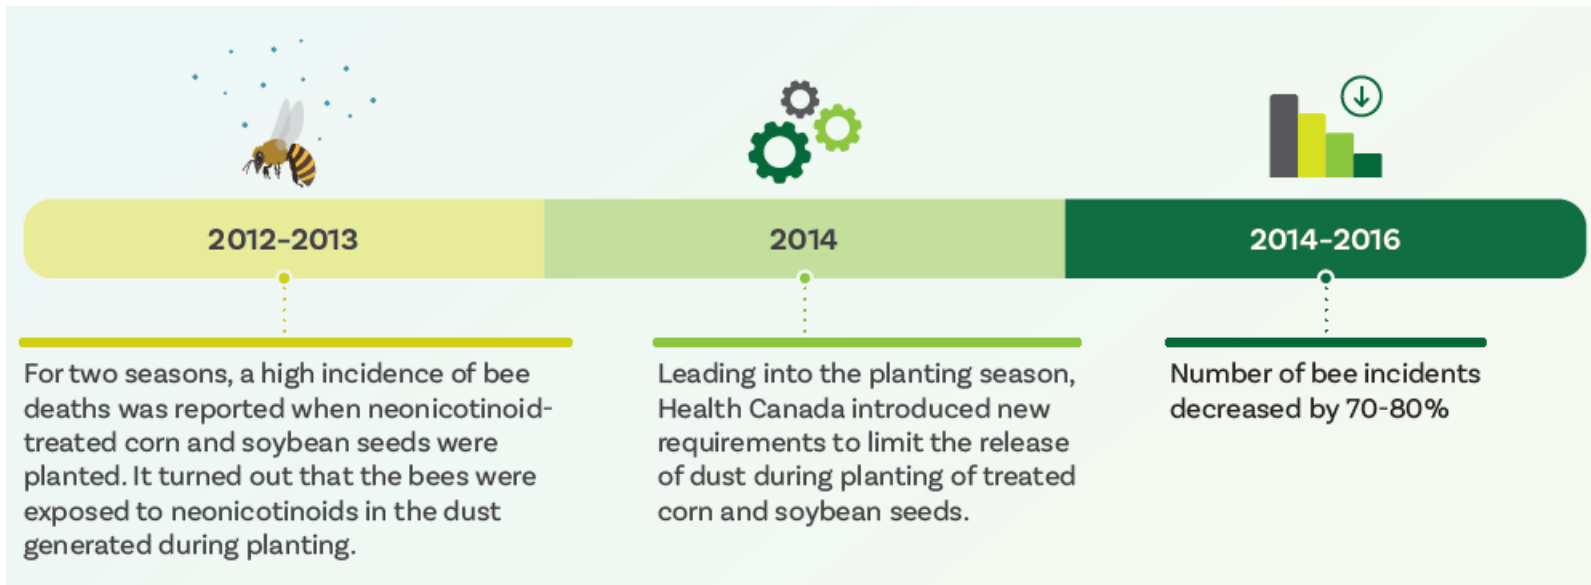 2012–2013
2014
2014–2016
For two seasons, a high incidence of bee
deaths was reported when neonicotinoid-
treated corn and soybean seeds were
planted. It turned out that the bees were
exposed to neonicotinoids in the dust
generated during planting.
Leading into the planting season,
Health Canada introduced new
requirements to limit the release
of dust during planting of treated
corn and soybean seeds.
Number of bee incidents
decreased by 70-80%